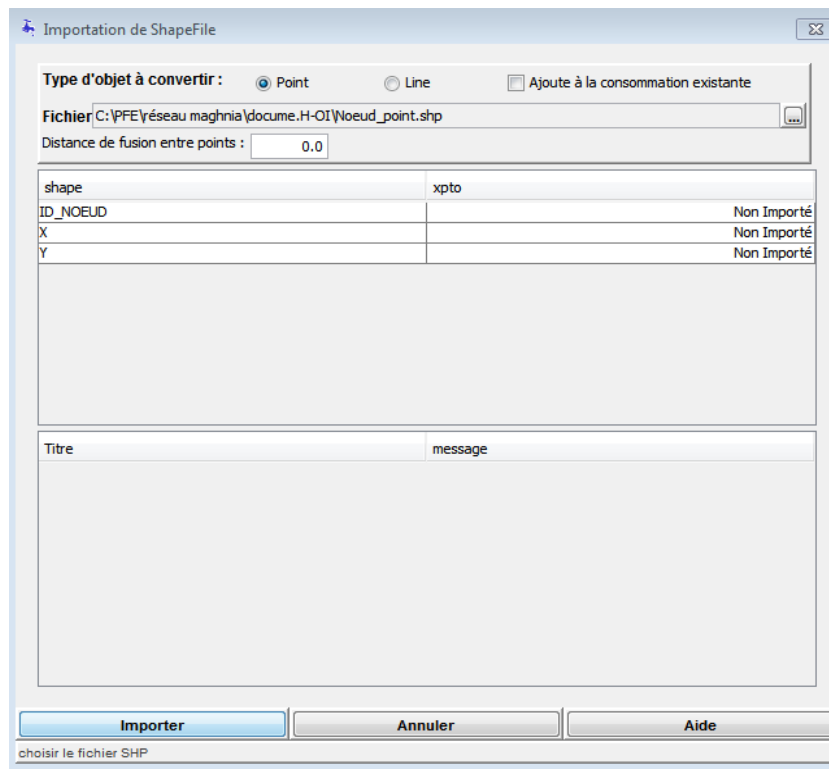 Importation de ShapeFile
Type d'objet à convertir : Point Line Ajoute à la consommation existante
Fichier C:\PFE\réseau maghnia\docume.H-OI\Noeud_point.shp ...
Distance de fusion entre points : 0.0
shape xpto
ID_NOEUD Non Importé
X Non Importé
Y Non Importé
Titre message
Importer Annuler Aide
choisir le fichier SHP